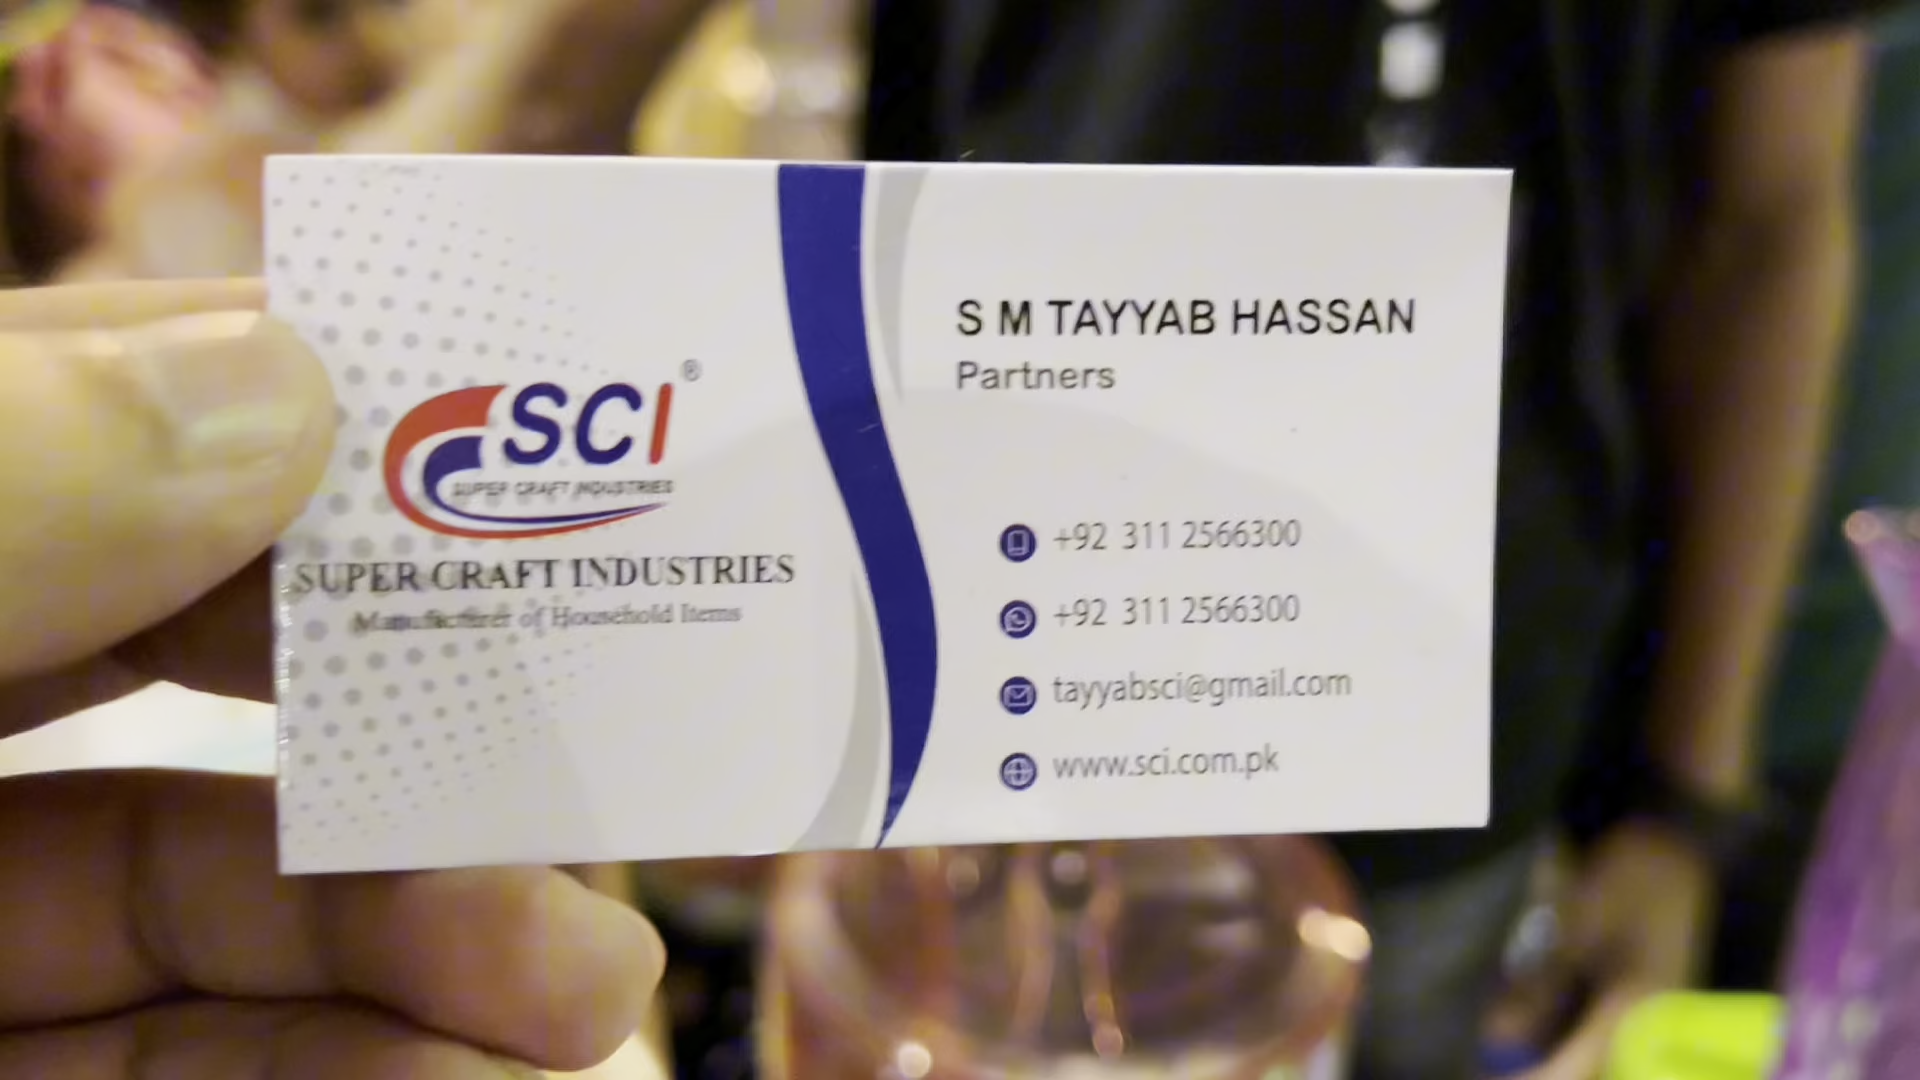 SCI®
SUPER CRAFT INDUSTRIES
SUPER CRAFT INDUSTRIES
Manufacturer of Household Items
S M TAYYAB HASSAN
Partners
+92 311 2566300
+92 311 2566300
tayyabsci@gmail.com
www.sci.com.pk